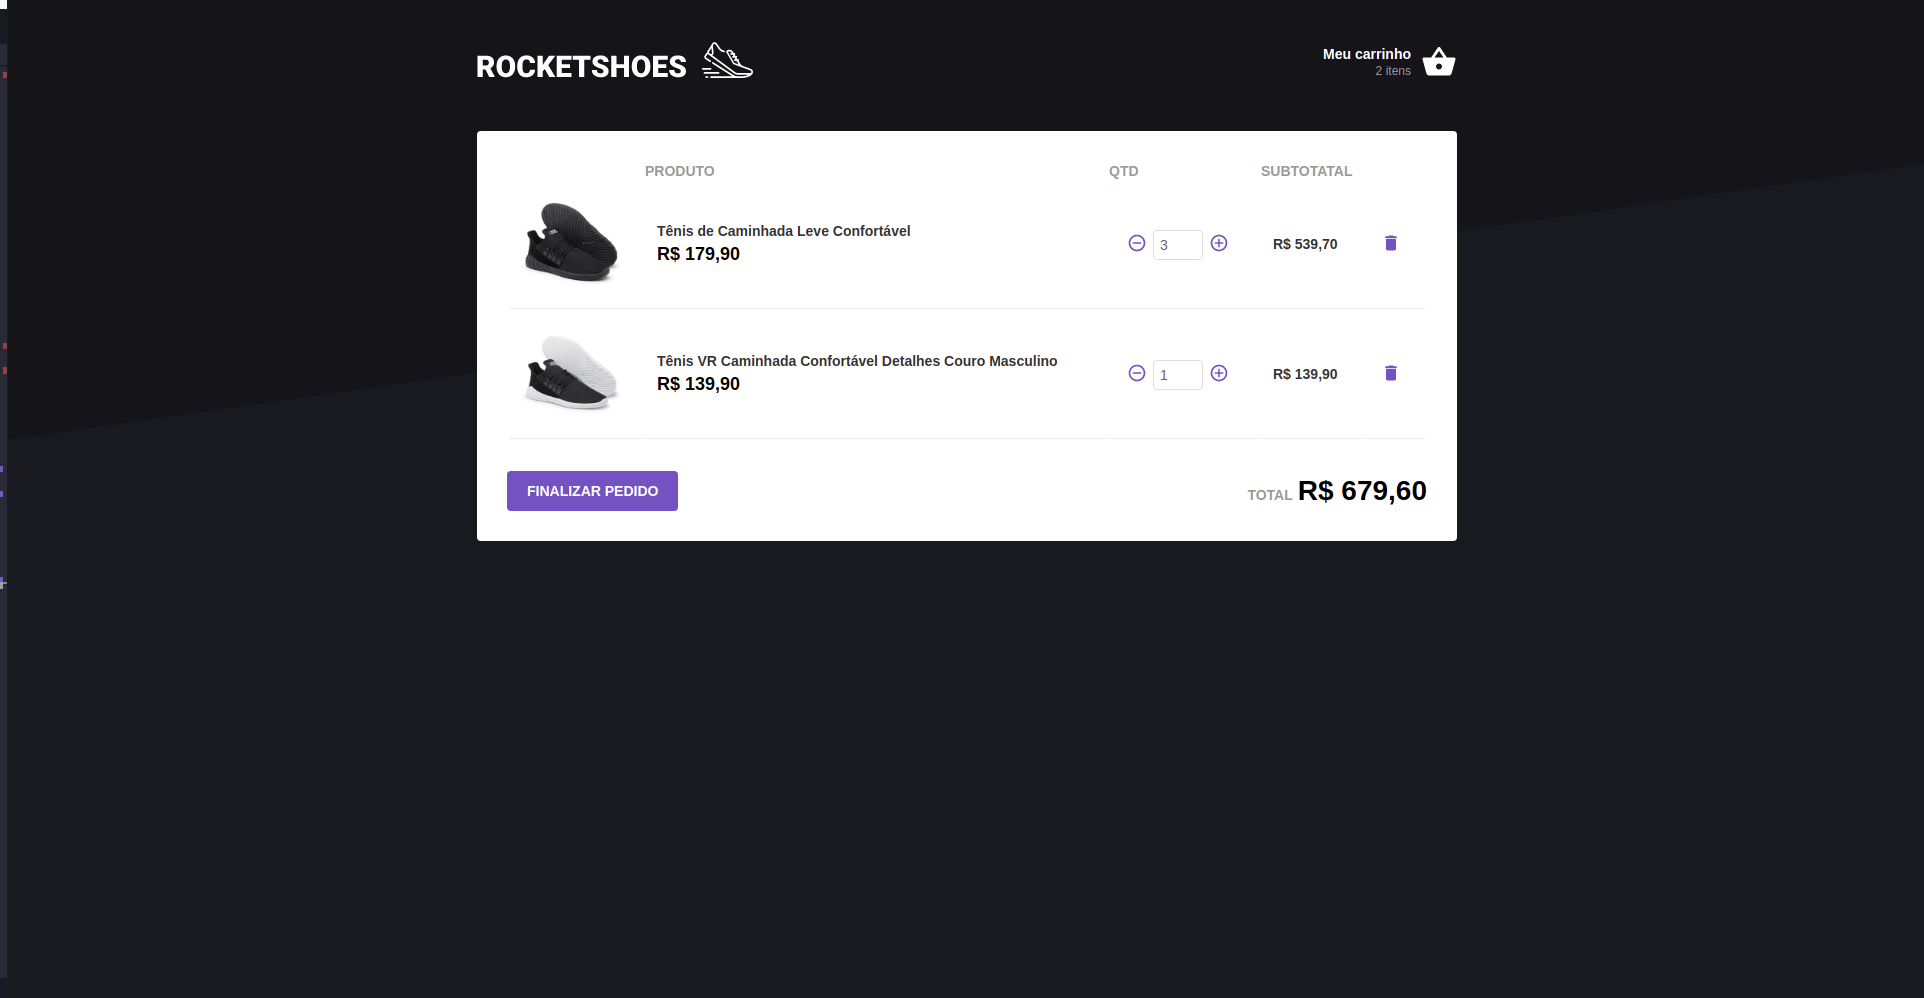 ROCKETSHOES
Meu carrinho
2 itens
PRODUTO QTD SUBTOTATAL
Tênis de Caminhada Leve Confortável
R$ 179,90
3
R$ 539,70
Tênis VR Caminhada Confortável Detalhes Couro Masculino
R$ 139,90
1
R$ 139,90
FINALIZAR PEDIDO
TOTAL R$ 679,60